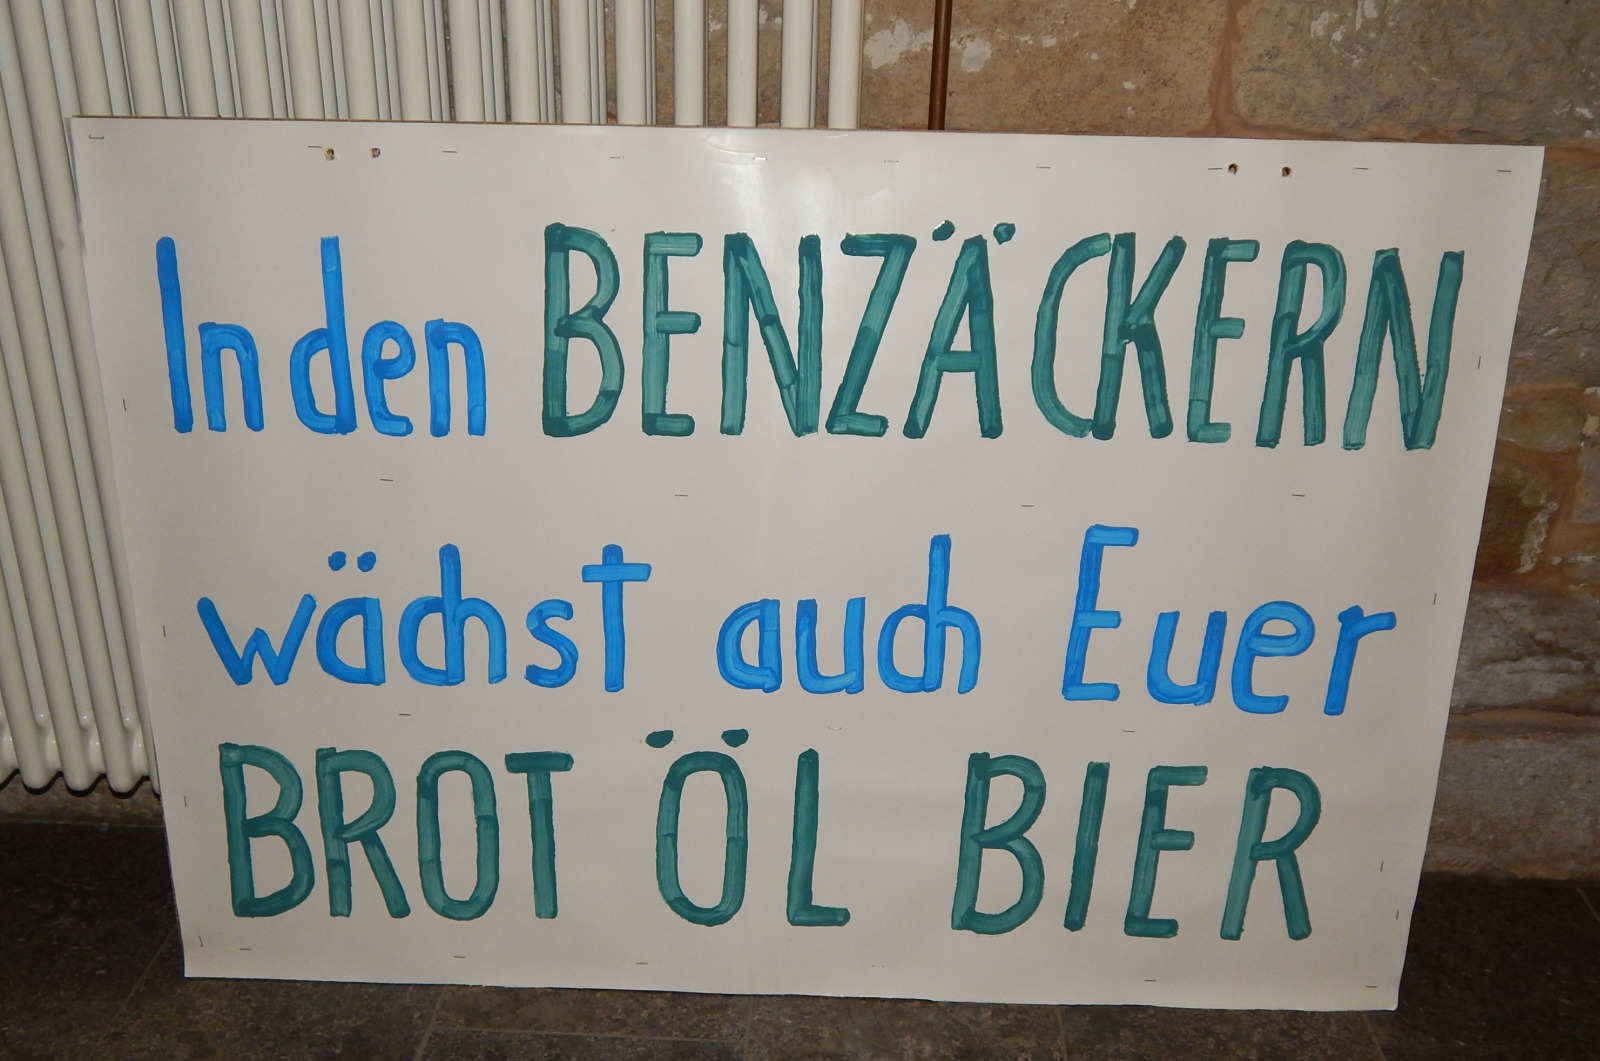 In den BENZÄCKERN
wächst auch Euer
BROT ÖL BIER